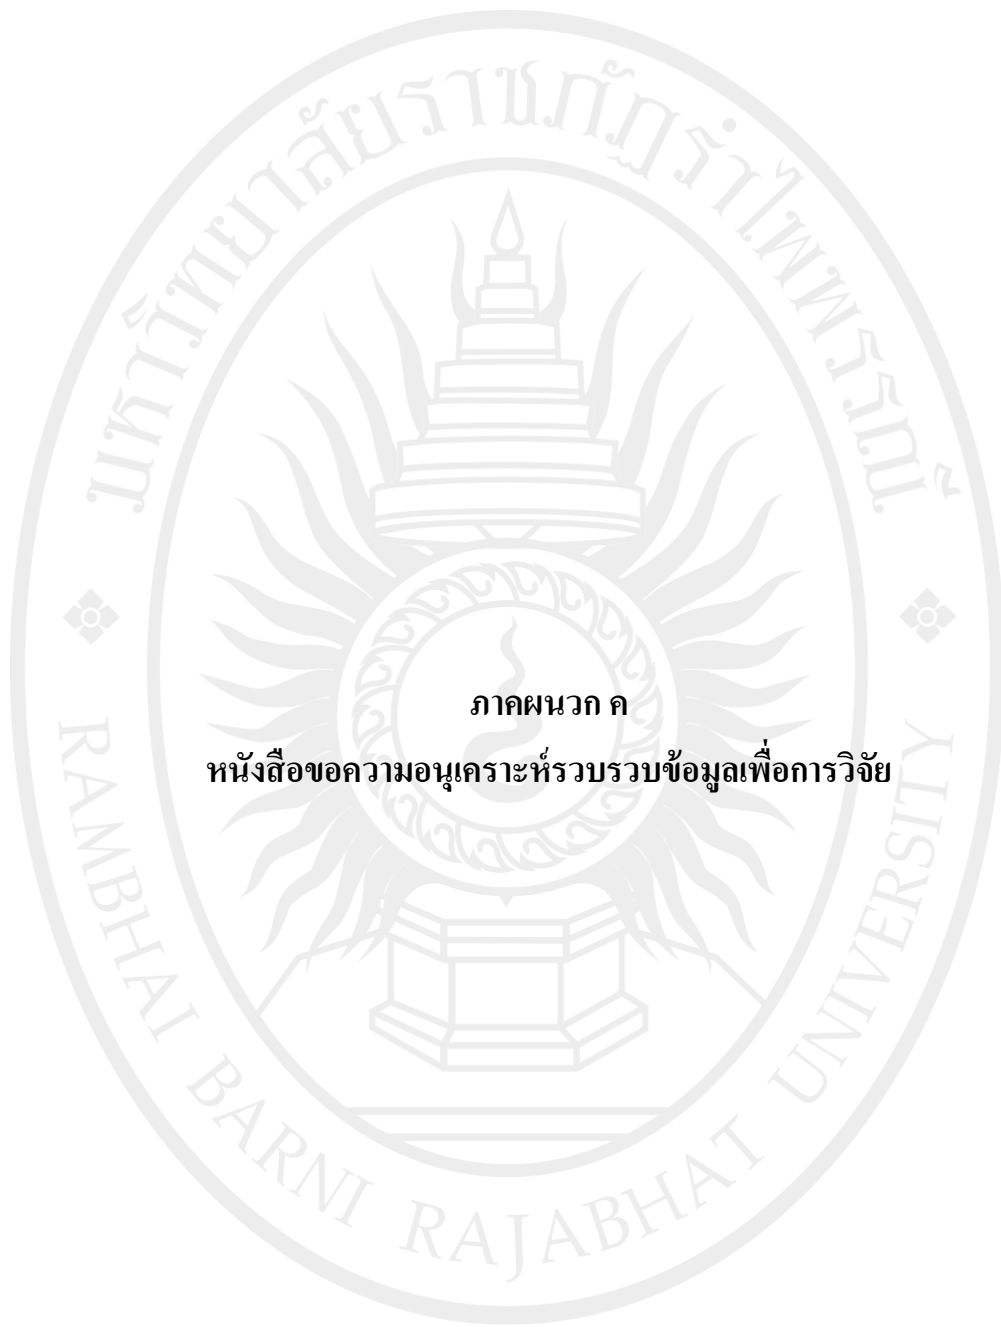 มหาวิทยาลัยราชภัฏรำไพพรรณี
ภาคผนวก ค
หนังสือขอความอนุเคราะห์รวบรวบข้อมูลเพื่อการวิจัย
RAMBHAI BARNI RAJABHAT UNIVERSITY